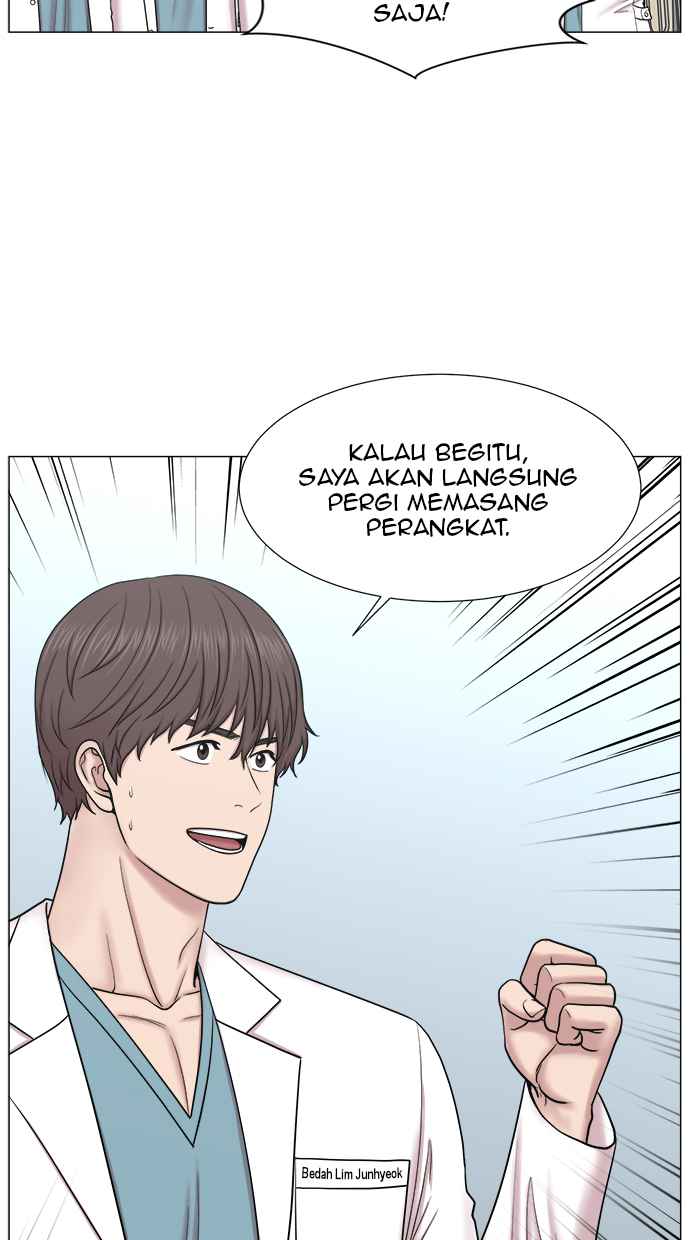 SAJA!
KALAU BEGITU,
SAYA AKAN LANGSUNG
PERGI MEMASANG
PERANGKAT.
Bedah Lim Junhyeok